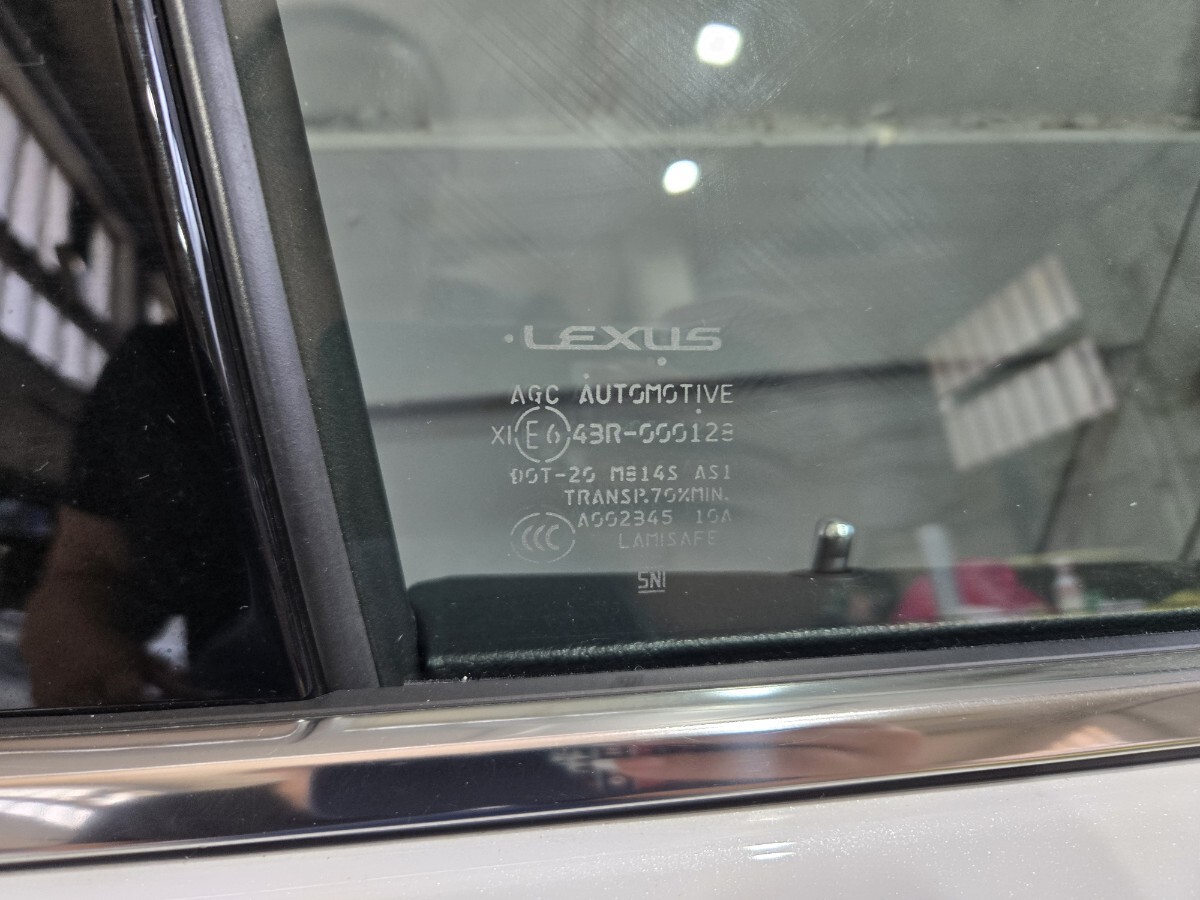 LEXUS
AGC AUTOMOTIVE
XI E6 43R-000128
DOT-20 M814S AS1
TRANSP.70%MIN.
A002345 10A
CCC LAMISAFE
SNI